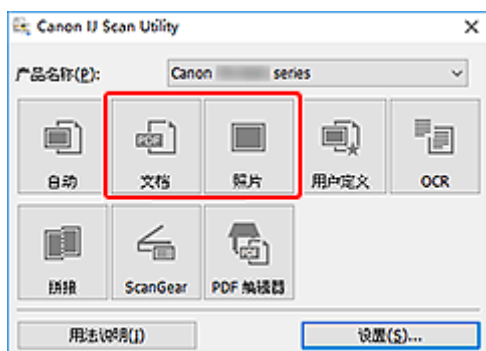 Canon IJ Scan Utility
产品名称(P): Canon series
自动 文档 照片 用户定义 OCR
PDF
拼接 ScanGear PDF 编辑器
用法说明(I) 设置(S)...